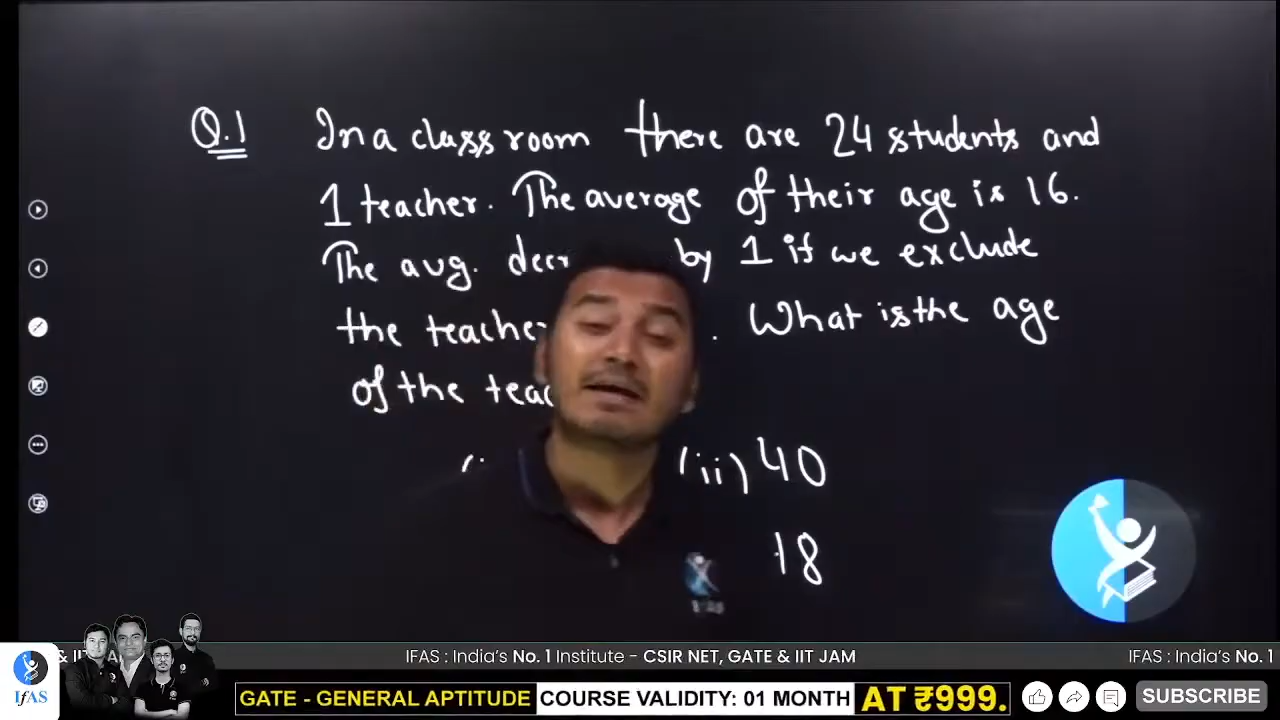 Q.1 In a class room there are 24 students and
1 teacher. The average of their age is 16.
The avg. by 1 if we exclude
the . What is the age
of the
(ii) 40
18
IFAS : India's No. 1 Institute - CSIR NET, GATE & IIT JAM
IFAS : India's No. 1
IFAS
GATE - GENERAL APTITUDE COURSE VALIDITY: 01 MONTH AT ₹999.
SUBSCRIBE